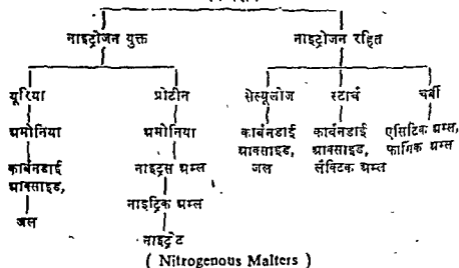 नाइट्रोजन युक्त नाइट्रोजन रहित
यूरिया प्रोटीन सेल्यूलोज स्टार्च चर्बी
अमोनिया अमोनिया कार्बनडाई कार्बनडाई एसिटिक अम्ल,
कार्बनडाई नाइट्रस अम्ल आक्साइड, आक्साइड, फार्मिक अम्ल
आक्साइड, जल लैक्टिक अम्ल
जल नाइट्रिक अम्ल
नाइट्रेट
( Nitrogenous Malters )